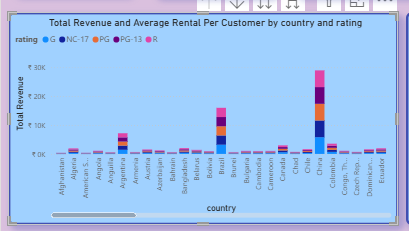 Total Revenue and Average Rental Per Customer by country and rating
rating G NC-17 PG PG-13 R
Total Revenue
₹ 30K
₹ 20K
₹ 10K
₹ 0K
Afghanistan
Algeria
American S...
Angola
Anguilla
Argentina
Armenia
Austria
Azerbaijan
Bahrain
Bangladesh
Belarus
Bolivia
Brazil
Brunei
Bulgaria
Cambodia
Cameroon
Canada
Chad
Chile
China
Colombia
Congo, Th...
Czech Rep...
Dominican...
Ecuador
country